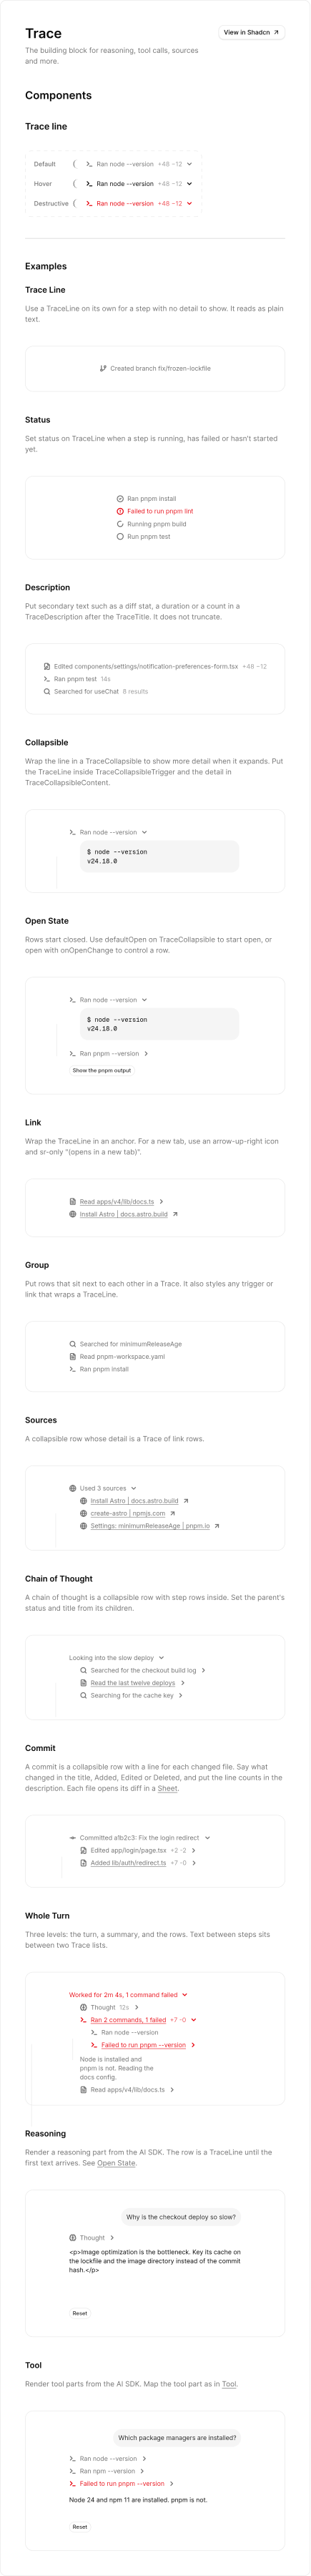 Trace
View in Shadcn
The building block for reasoning, tool calls, sources
and more.
Components
Trace line
Default Ran node --version +48 −12
Hover Ran node --version +48 −12
Destructive Ran node --version +48 −12
Examples
Trace Line
Use a TraceLine on its own for a step with no detail to show. It reads as plain
text.
Created branch fix/frozen-lockfile
Status
Set status on TraceLine when a step is running, has failed or hasn't started
yet.
Ran pnpm install
Failed to run pnpm lint
Running pnpm build
Run pnpm test
Description
Put secondary text such as a diff stat, a duration or a count in a
TraceDescription after the TraceTitle. It does not truncate.
Edited components/settings/notification-preferences-form.tsx +48 −12
Ran pnpm test 14s
Searched for useChat 8 results
Collapsible
Wrap the line in a TraceCollapsible to show more detail when it expands. Put
the TraceLine inside TraceCollapsibleTrigger and the detail in
TraceCollapsibleContent.
Ran node --version
$ node --version
v24.18.0
Open State
Rows start closed. Use defaultOpen on TraceCollapsible to start open, or
open with onOpenChange to control a row.
Ran node --version
$ node --version
v24.18.0
Ran pnpm --version
Show the pnpm output
Link
Wrap the TraceLine in an anchor. For a new tab, use an arrow-up-right icon
and sr-only "(opens in a new tab)".
Read apps/v4/lib/docs.ts
Install Astro | docs.astro.build
Group
Put rows that sit next to each other in a Trace. It also styles any trigger or
link that wraps a TraceLine.
Searched for minimumReleaseAge
Read pnpm-workspace.yaml
Ran pnpm install
Sources
A collapsible row whose detail is a Trace of link rows.
Used 3 sources
Install Astro | docs.astro.build
create-astro | npmjs.com
Settings: minimumReleaseAge | pnpm.io
Chain of Thought
A chain of thought is a collapsible row with step rows inside. Set the parent's
status and title from its children.
Looking into the slow deploy
Searched for the checkout build log
Read the last twelve deploys
Searching for the cache key
Commit
A commit is a collapsible row with a line for each changed file. Say what
changed in the title, Added, Edited or Deleted, and put the line counts in the
description. Each file opens its diff in a Sheet.
Committed a1b2c3: Fix the login redirect
Edited app/login/page.tsx +2 -2
Added lib/auth/redirect.ts +7 -0
Whole Turn
Three levels: the turn, a summary, and the rows. Text between steps sits
between two Trace lists.
Worked for 2m 4s, 1 command failed
Thought 12s
Ran 2 commands, 1 failed +7 -0
Ran node --version
Failed to run pnpm --version
Node is installed and
pnpm is not. Reading the
docs config.
Read apps/v4/lib/docs.ts
Reasoning
Render a reasoning part from the AI SDK. The row is a TraceLine until the
first text arrives. See Open State.
Why is the checkout deploy so slow?
Thought
<p>Image optimization is the bottleneck. Key its cache on
the lockfile and the image directory instead of the commit
hash.</p>
Reset
Tool
Render tool parts from the AI SDK. Map the tool part as in Tool.
Which package managers are installed?
Ran node --version
Ran npm --version
Failed to run pnpm --version
Node 24 and npm 11 are installed. pnpm is not.
Reset